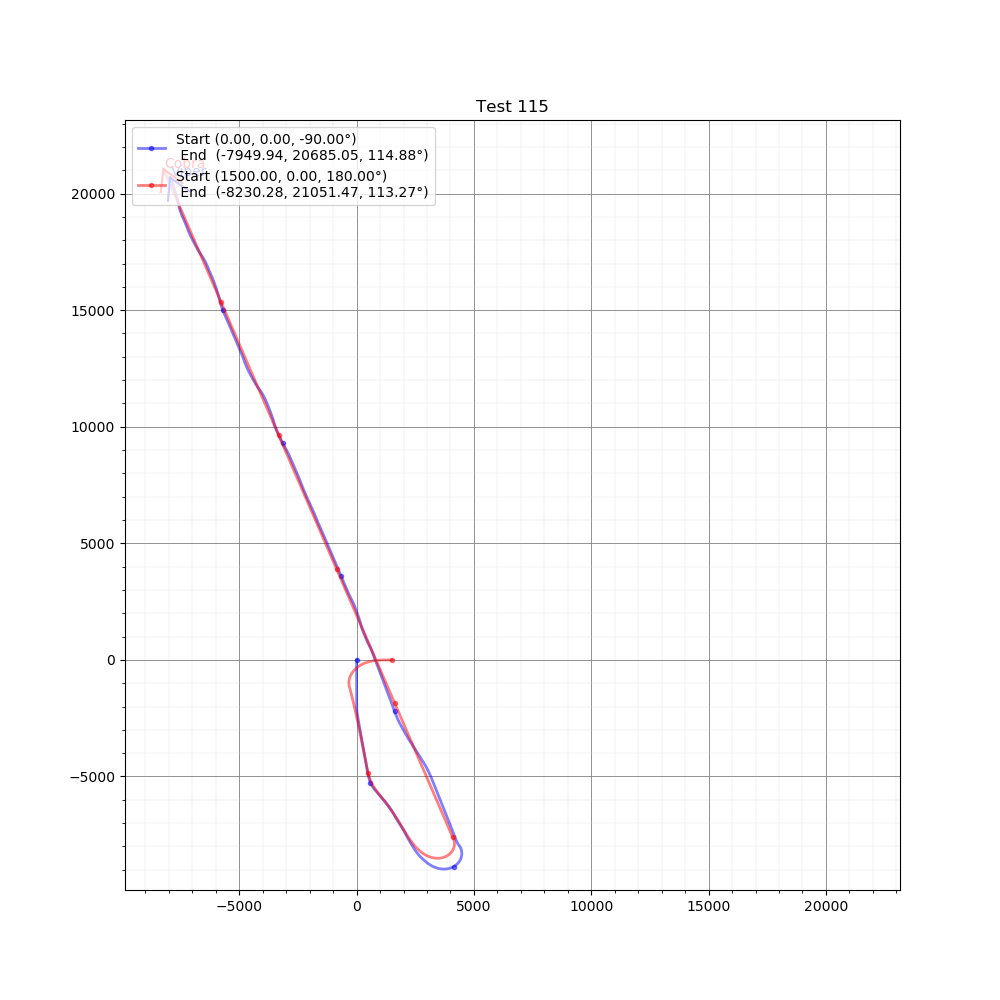 Test 115
Start (0.00, 0.00, -90.00°)
End (-7949.94, 20685.05, 114.88°)
Start (1500.00, 0.00, 180.00°)
End (-8230.28, 21051.47, 113.27°)
Cobra
20000
15000
10000
5000
0
−5000
−5000
0
5000
10000
15000
20000